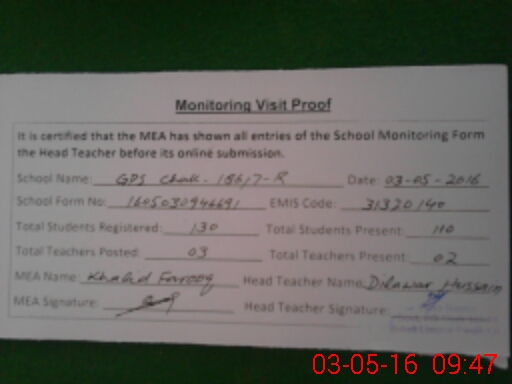 Monitoring Visit Proof
It is certified that the MEA has shown all entries of the School Monitoring Form
the Head Teacher before its online submission.
School Name: GPS Chak. 156/7-R Date: 03-05-2016
School Form No: 1605030946691 EMIS Code: 31320140
Total Students Registered: 130 Total Students Present: 110
Total Teachers Posted: 03 Total Teachers Present: 02
MEA Name: Khalid Farooq Head Teacher Name Dilawar Hussain
MEA Signature: Head Teacher Signature:
03-05-16 09:47